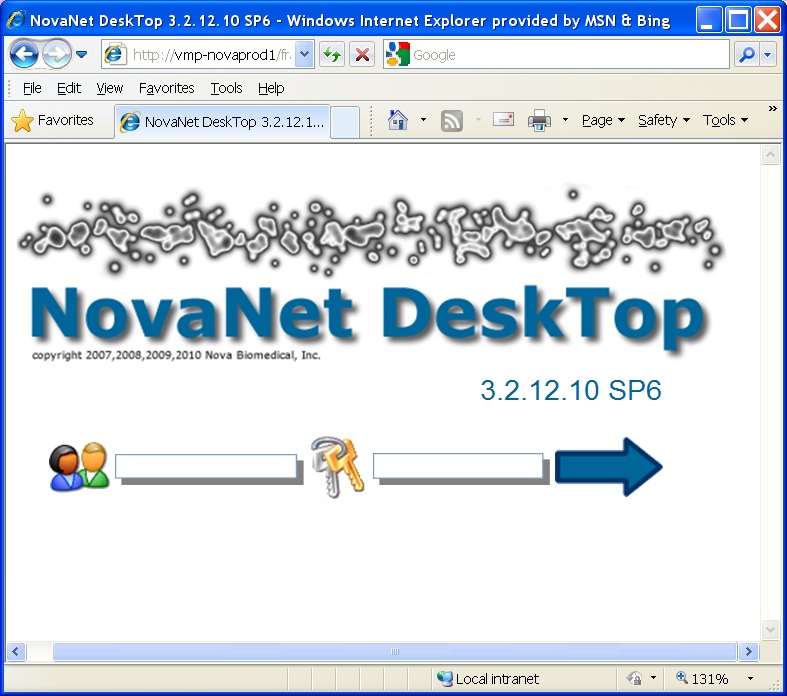 NovaNet DeskTop 3.2.12.10 SP6 - Windows Internet Explorer provided by MSN & Bing
http://vmp-novaprod1/fra
Google
File Edit View Favorites Tools Help
Favorites NovaNet DeskTop 3.2.12.1... Page Safety Tools »
NovaNet DeskTop
copyright 2007,2008,2009,2010 Nova Biomedical, Inc.
3.2.12.10 SP6
Local intranet 131%